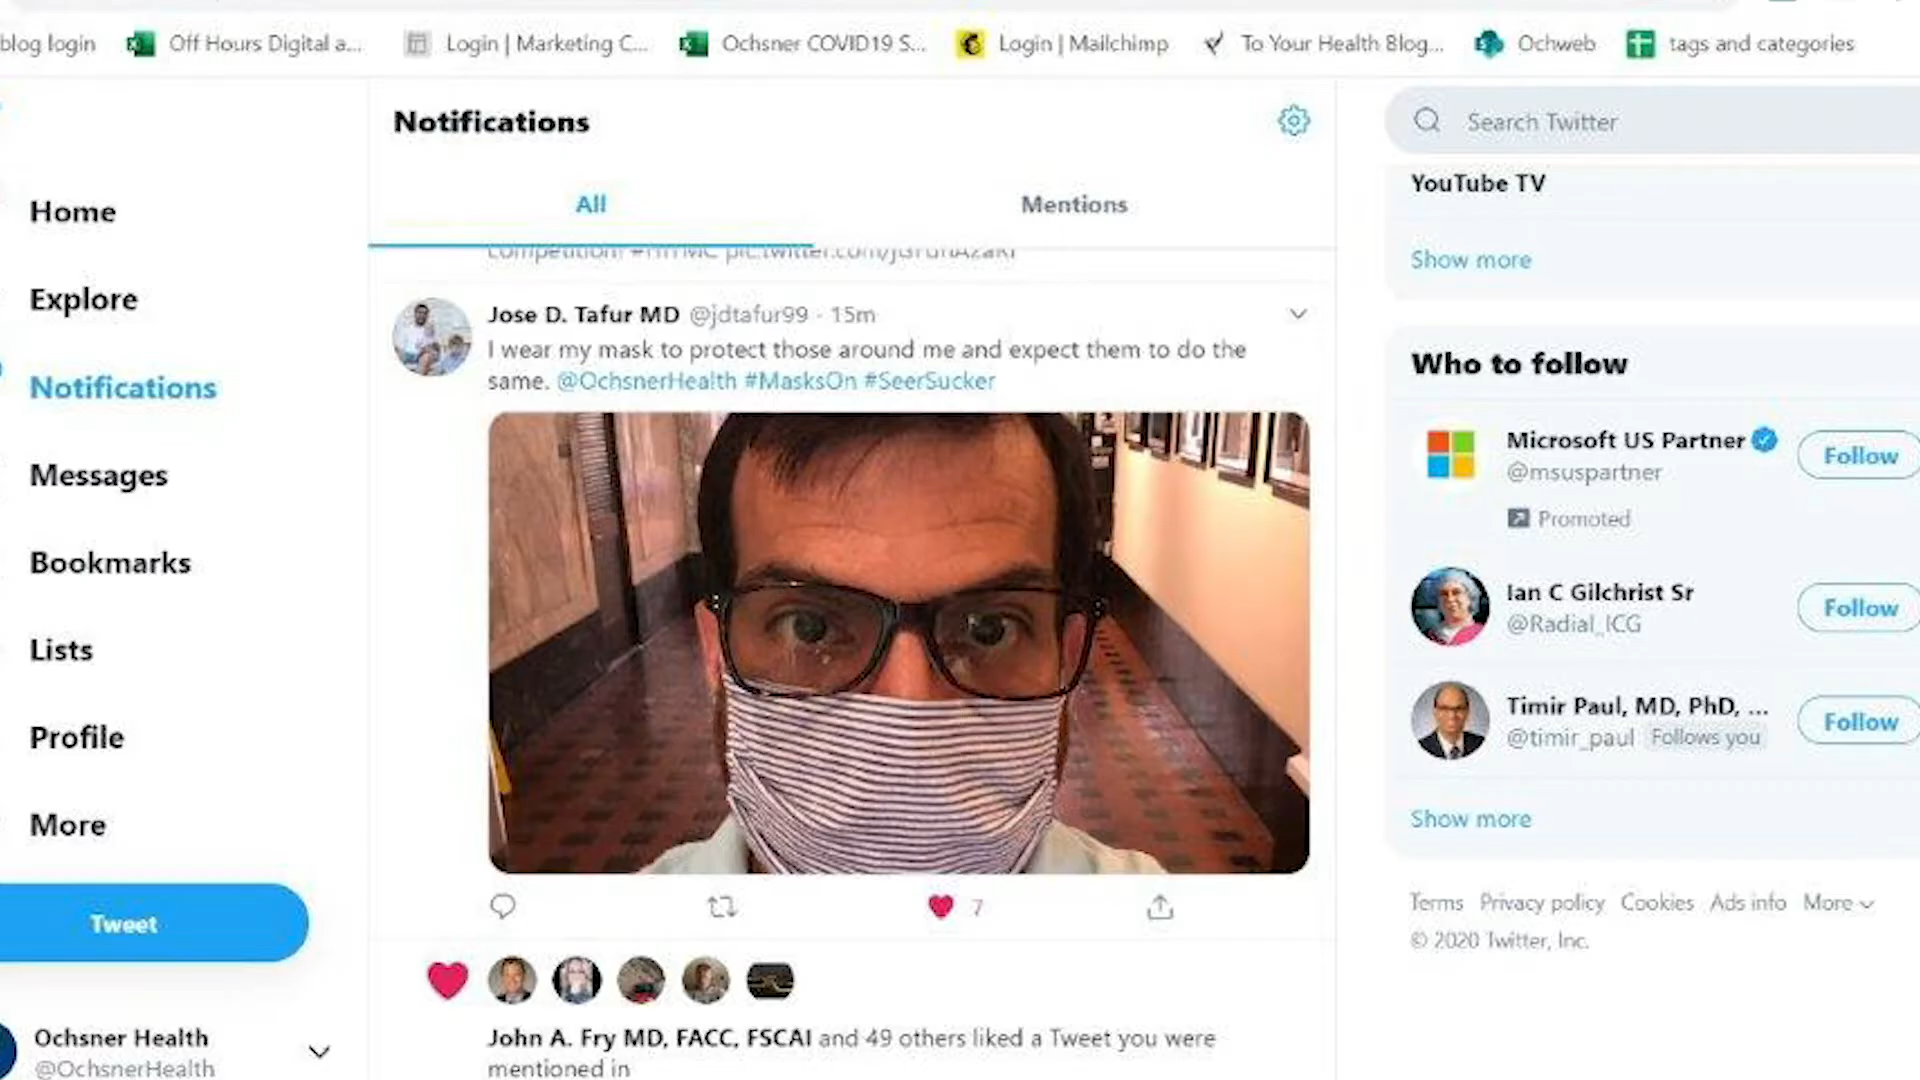 blog login
Off Hours Digital a...
Login | Marketing C...
Ochsner COVID19 S...
Login | Mailchimp
To Your Health Blog...
Ochweb
tags and categories
Home
Explore
Notifications
Messages
Bookmarks
Lists
Profile
More
Tweet
Ochsner Health
@OchsnerHealth
Notifications
All
Mentions
Jose D. Tafur MD @jdtafur99 · 15m
I wear my mask to protect those around me and expect them to do the
same. @OchsnerHealth #MasksOn #SeerSucker
7
John A. Fry MD, FACC, FSCAI and 49 others liked a Tweet you were
mentioned in
Search Twitter
YouTube TV
Show more
Who to follow
Microsoft US Partner
@msuspartner
Follow
Promoted
Ian C Gilchrist Sr
@Radial_ICG
Follow
Timir Paul, MD, PhD, ...
@timir_paul Follows you
Follow
Show more
Terms Privacy policy Cookies Ads info More
© 2020 Twitter, Inc.